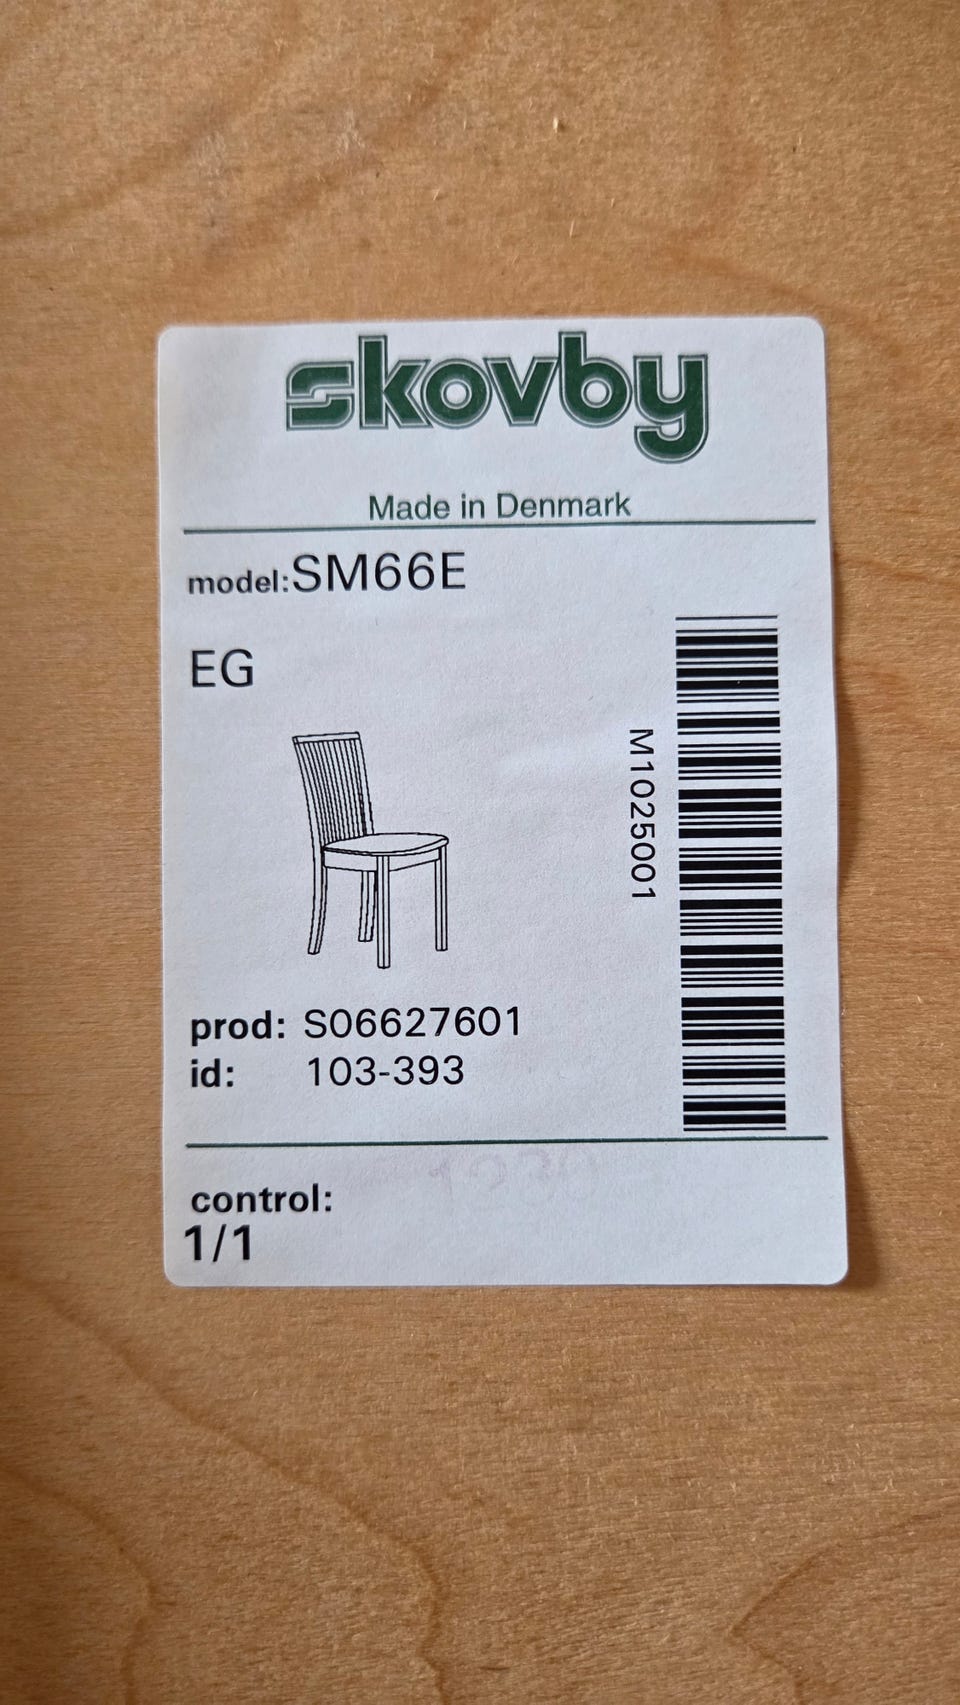 skovby
Made in Denmark
model:SM66E
EG
M1025001
prod: S06627601
id: 103-393
control:
1/1